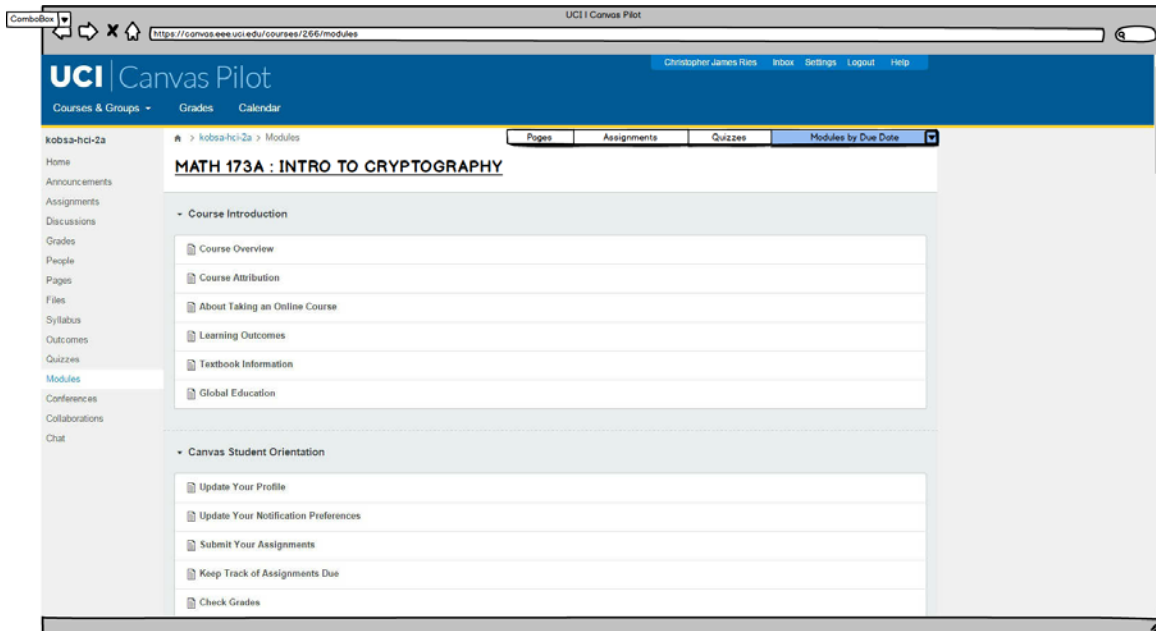 UCI | Canvas Pilot
ComboBox
https://canvas.eee.uci.edu/courses/266/modules
Christopher James Ries Inbox Settings Logout Help
UCI | Canvas Pilot
Courses & Groups Grades Calendar
kobsa-hci-2a
Home
Announcements
Assignments
Discussions
Grades
People
Pages
Files
Syllabus
Outcomes
Quizzes
Modules
Conferences
Collaborations
Chat
> kobsa-hci-2a > Modules
Pages Assignments Quizzes Modules by Due Date
MATH 173A : INTRO TO CRYPTOGRAPHY
Course Introduction
Course Overview
Course Attribution
About Taking an Online Course
Learning Outcomes
Textbook Information
Global Education
Canvas Student Orientation
Update Your Profile
Update Your Notification Preferences
Submit Your Assignments
Keep Track of Assignments Due
Check Grades